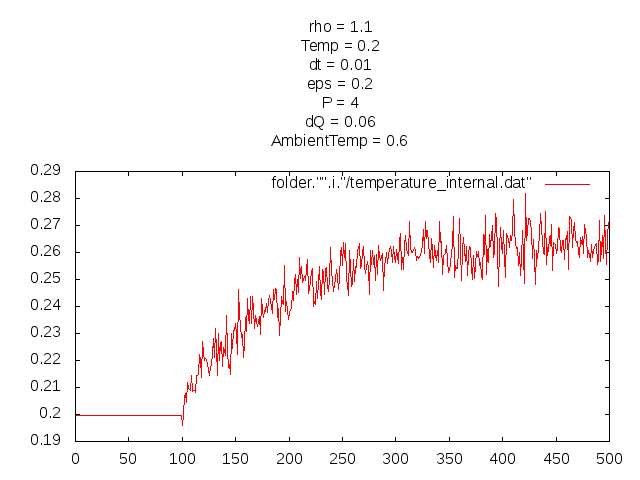 rho = 1.1
Temp = 0.2
dt = 0.01
eps = 0.2
P = 4
dQ = 0.06
AmbientTemp = 0.6
0.29
folder."".i."/temperature_internal.dat"
0.28
0.27
0.26
0.25
0.24
0.23
0.22
0.21
0.2
0.19
0 50 100 150 200 250 300 350 400 450 500